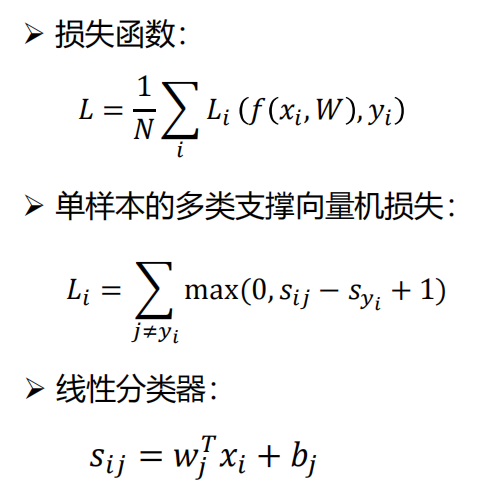 ➢ 损失函数：
L = \frac{1}{N} \sum_{i} L_i (f(x_i, W), y_i)
➢ 单样本的多类支撑向量机损失：
L_i = \sum_{j \neq y_i} \max(0, s_{ij} - s_{y_i} + 1)
➢ 线性分类器：
s_{ij} = w_j^T x_i + b_j